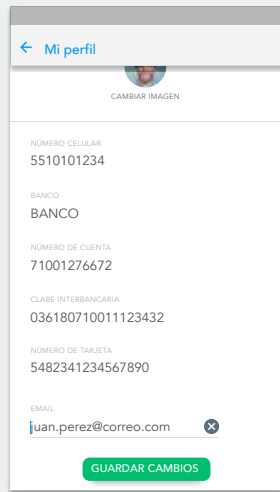 Mi perfil
CAMBIAR IMAGEN
NÚMERO CELULAR
5510101234
BANCO
BANCO
NÚMERO DE CUENTA
71001276672
CLABE INTERBANCARIA
036180710011123432
NÚMERO DE TARJETA
5482341234567890
EMAIL
juan.perez@correo.com
GUARDAR CAMBIOS